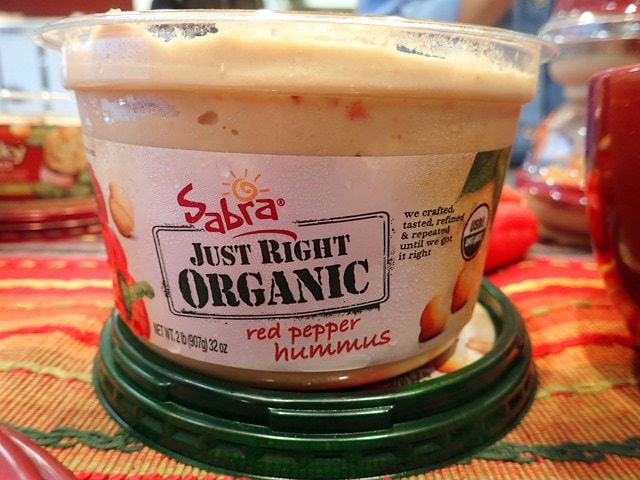 Sabra®
JUST RIGHT
ORGANIC
we crafted,
tasted, refined
& repeated
until we got
it right
USDA
ORGANIC
NET WT. 2 lb (907g) 32 oz
red pepper
hummus